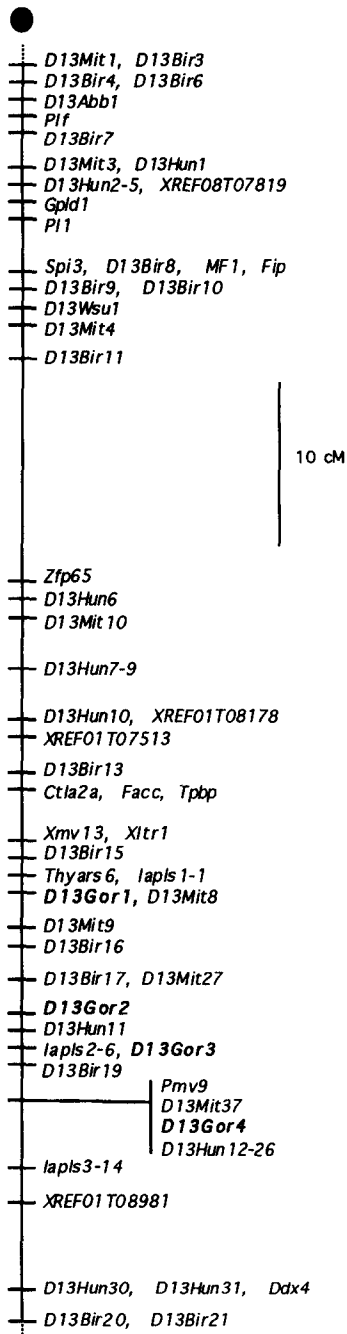 D13Mit1, D13Bir3
D13Bir4, D13Bir6
D13Abb1
Plf
D13Bir7
D13Mit3, D13Hun1
D13Hun2-5, XREF08T07819
Gpld1
Pl1
Spi3, D13Bir8, MF1, Fip
D13Bir9, D13Bir10
D13Wsu1
D13Mit4
D13Bir11
10 cM
Zfp65
D13Hun6
D13Mit10
D13Hun7-9
D13Hun10, XREF01T08178
XREF01T07513
D13Bir13
Ctla2a, Facc, Tpbp
Xmv13, Xltr1
D13Bir15
Thyars6, Iapls1-1
D13Gor1, D13Mit8
D13Mit9
D13Bir16
D13Bir17, D13Mit27
D13Gor2
D13Hun11
Iapls2-6, D13Gor3
D13Bir19
Pmv9
D13Mit37
D13Gor4
D13Hun12-26
Iapls3-14
XREF01T08981
D13Hun30, D13Hun31, Ddx4
D13Bir20, D13Bir21